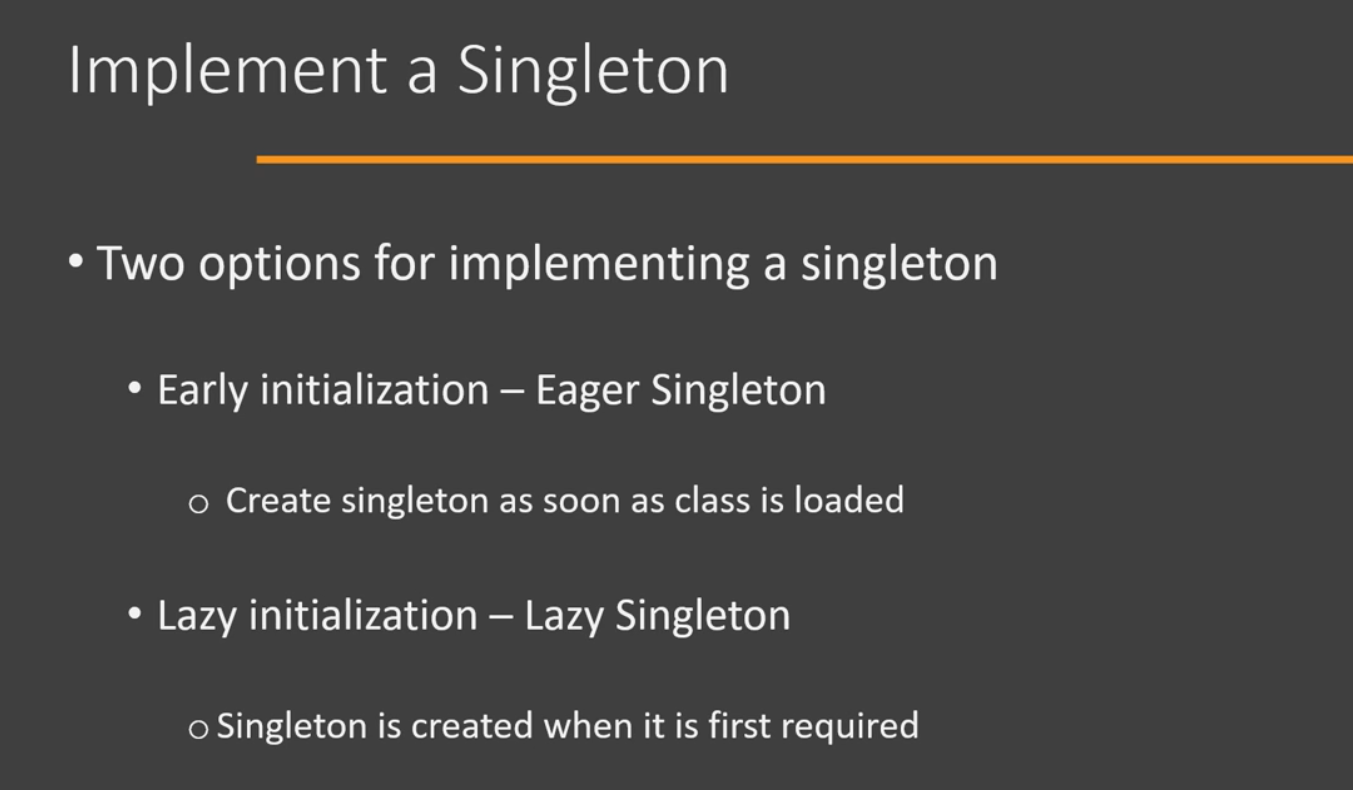 Implement a Singleton
• Two options for implementing a singleton
• Early initialization – Eager Singleton
o Create singleton as soon as class is loaded
• Lazy initialization – Lazy Singleton
o Singleton is created when it is first required